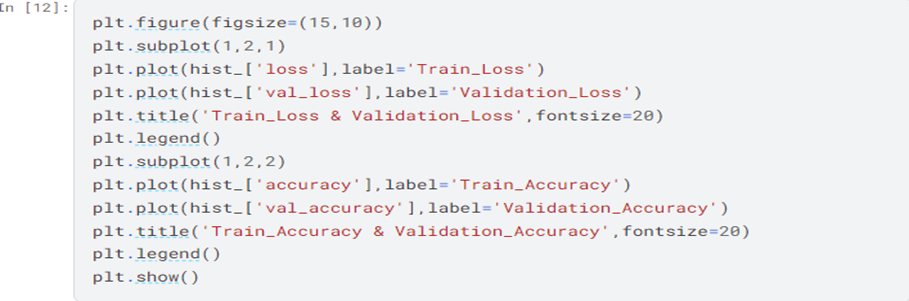 In [12]:
plt.figure(figsize=(15,10))
plt.subplot(1,2,1)
plt.plot(hist_['loss'],label='Train_Loss')
plt.plot(hist_['val_loss'],label='Validation_Loss')
plt.title('Train_Loss & Validation_Loss',fontsize=20)
plt.legend()
plt.subplot(1,2,2)
plt.plot(hist_['accuracy'],label='Train_Accuracy')
plt.plot(hist_['val_accuracy'],label='Validation_Accuracy')
plt.title('Train_Accuracy & Validation_Accuracy',fontsize=20)
plt.legend()
plt.show()